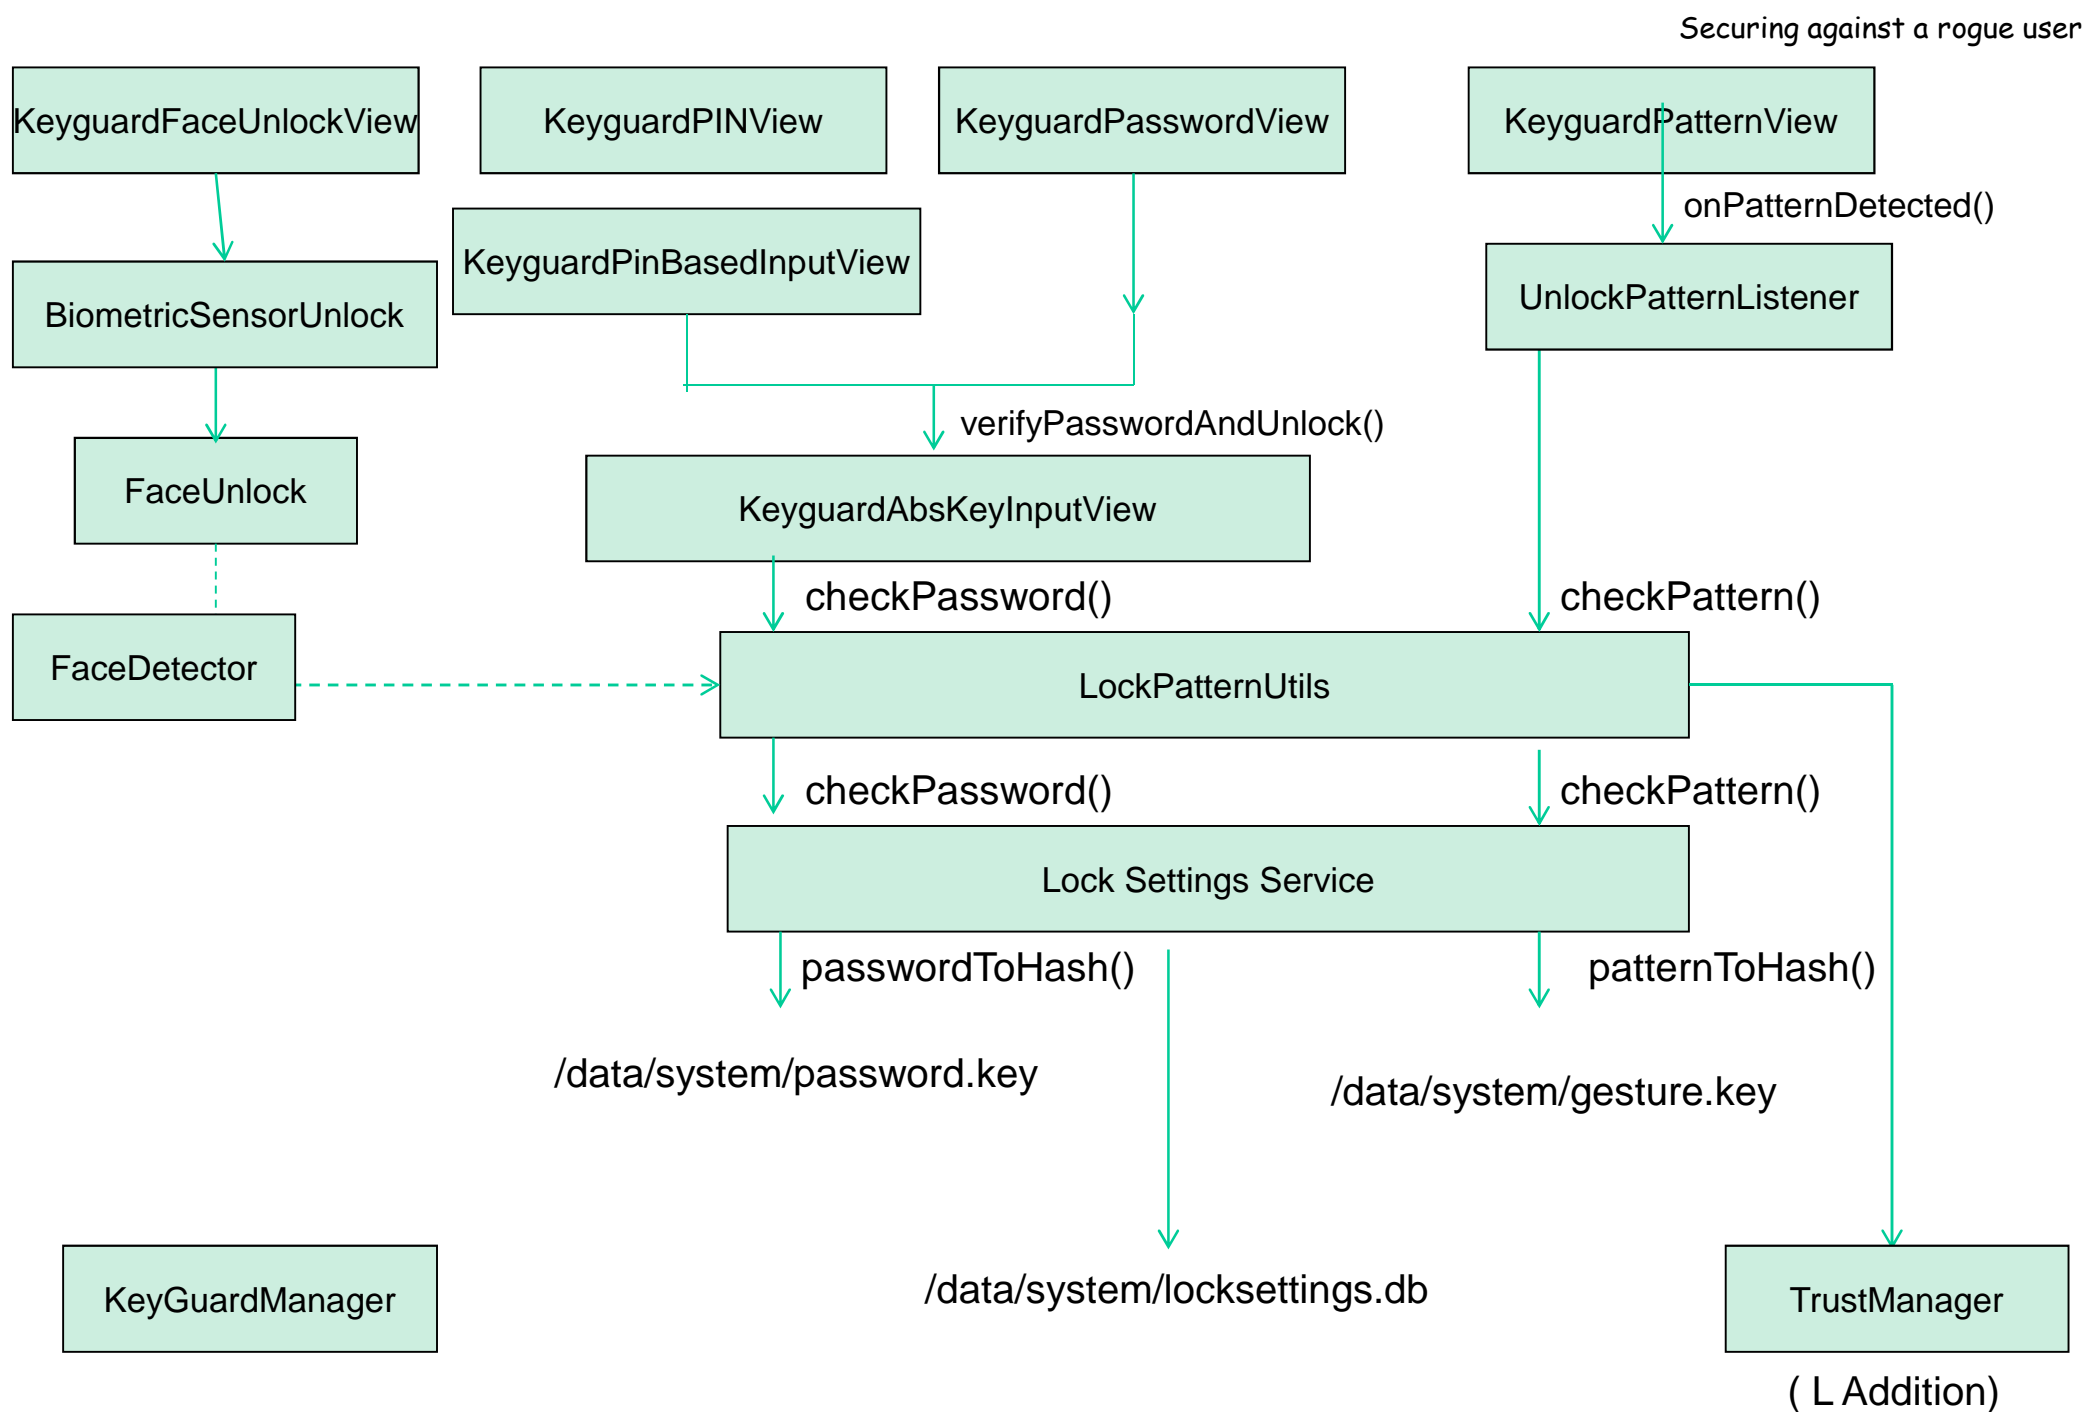 Securing against a rogue user
KeyguardFaceUnlockView
KeyguardPINView
KeyguardPasswordView
KeyguardPatternView
onPatternDetected()
KeyguardPinBasedInputView
BiometricSensorUnlock
UnlockPatternListener
verifyPasswordAndUnlock()
FaceUnlock
KeyguardAbsKeyInputView
checkPassword()
checkPattern()
FaceDetector
LockPatternUtils
checkPassword()
checkPattern()
Lock Settings Service
passwordToHash()
patternToHash()
/data/system/password.key
/data/system/gesture.key
/data/system/locksettings.db
KeyGuardManager
TrustManager
( L Addition)